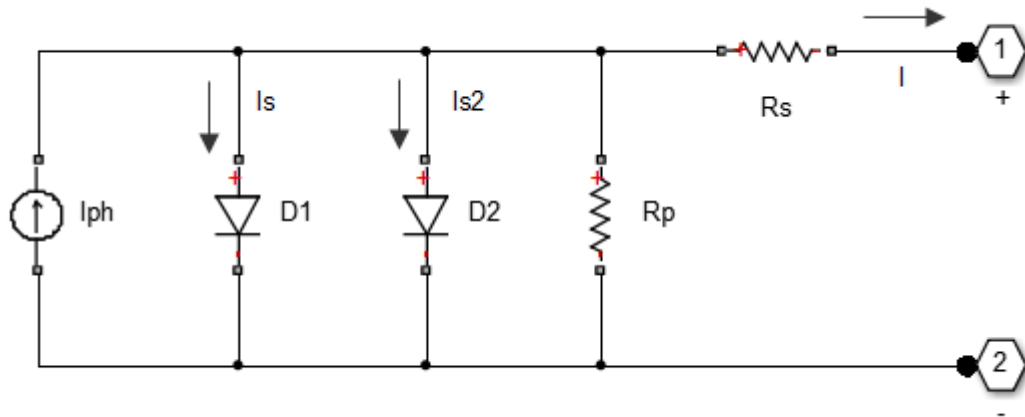 Is
Is2
I
1
+
Rs
Iph
D1
D2
Rp
2
-